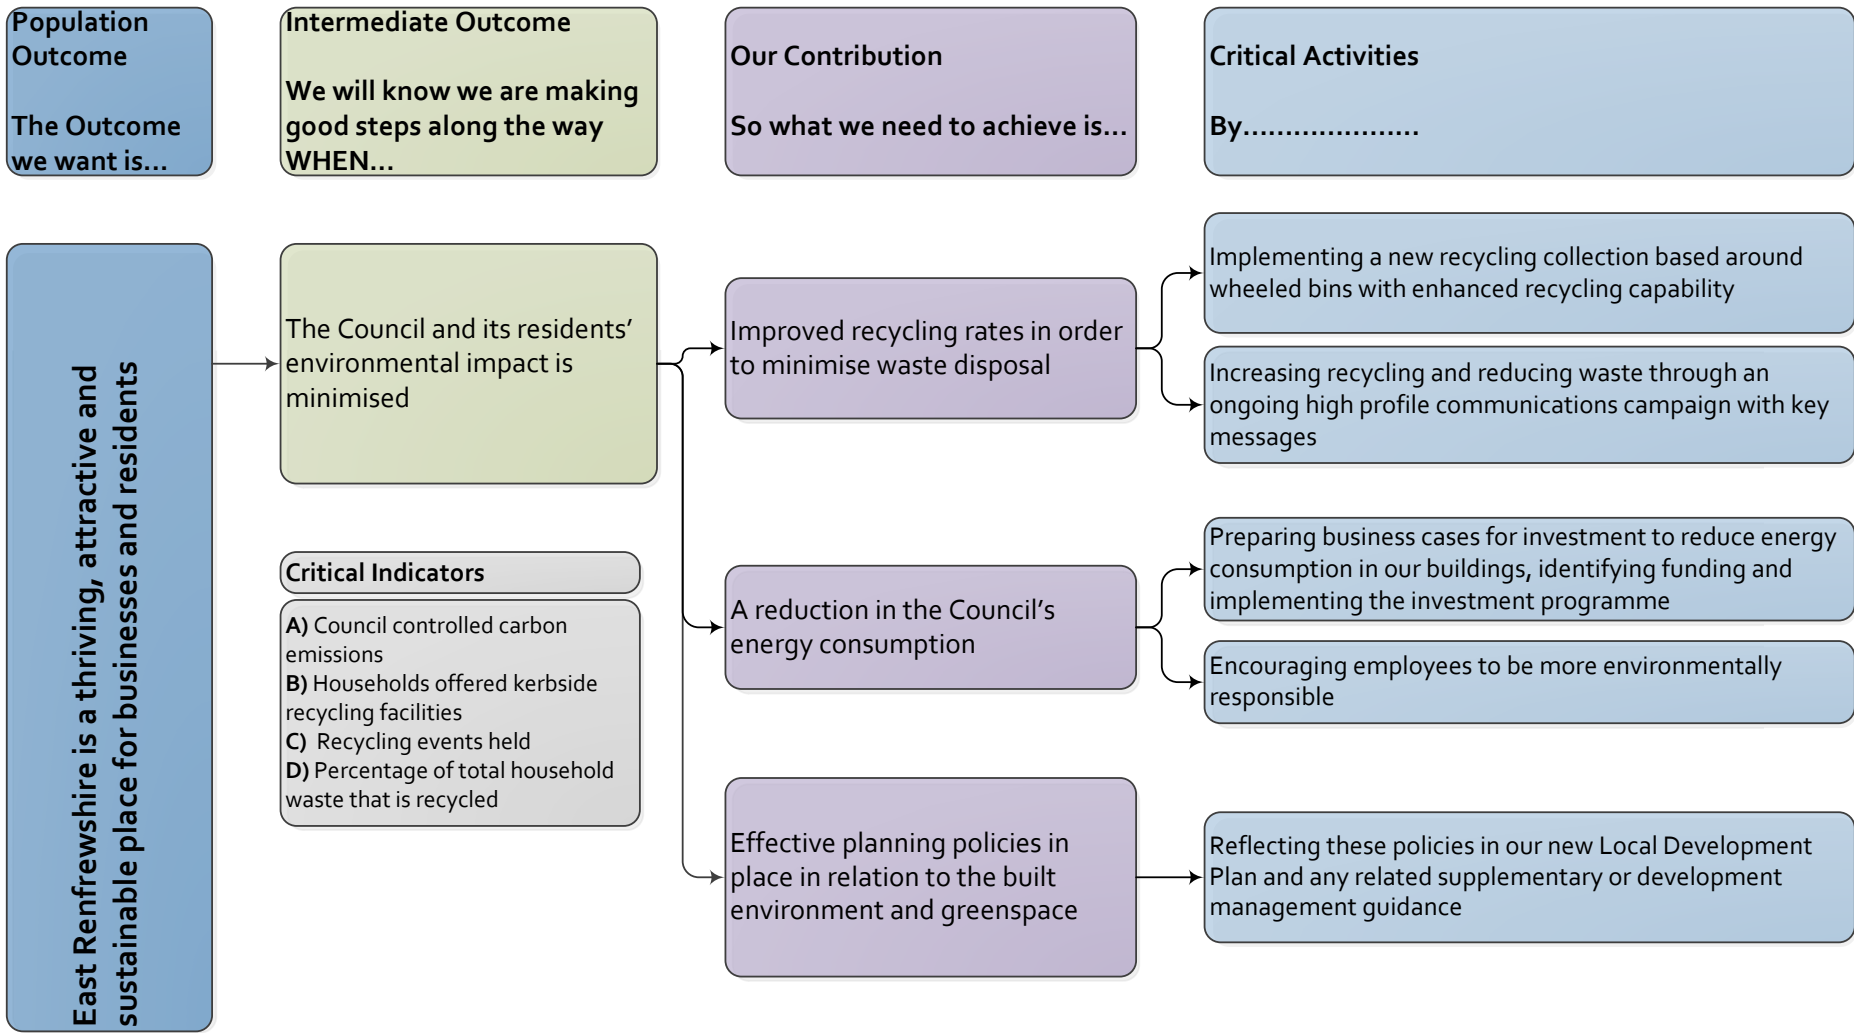 Population
Outcome
The Outcome
we want is...
Intermediate Outcome
We will know we are making
good steps along the way
WHEN...
Our Contribution
So what we need to achieve is...
Critical Activities
By.....................
East Renfrewshire is a thriving, attractive and
sustainable place for businesses and residents
The Council and its residents’
environmental impact is
minimised
Critical Indicators
A) Council controlled carbon
emissions
B) Households offered kerbside
recycling facilities
C) Recycling events held
D) Percentage of total household
waste that is recycled
Improved recycling rates in order
to minimise waste disposal
A reduction in the Council’s
energy consumption
Effective planning policies in
place in relation to the built
environment and greenspace
Implementing a new recycling collection based around
wheeled bins with enhanced recycling capability
Increasing recycling and reducing waste through an
ongoing high profile communications campaign with key
messages
Preparing business cases for investment to reduce energy
consumption in our buildings, identifying funding and
implementing the investment programme
Encouraging employees to be more environmentally
responsible
Reflecting these policies in our new Local Development
Plan and any related supplementary or development
management guidance